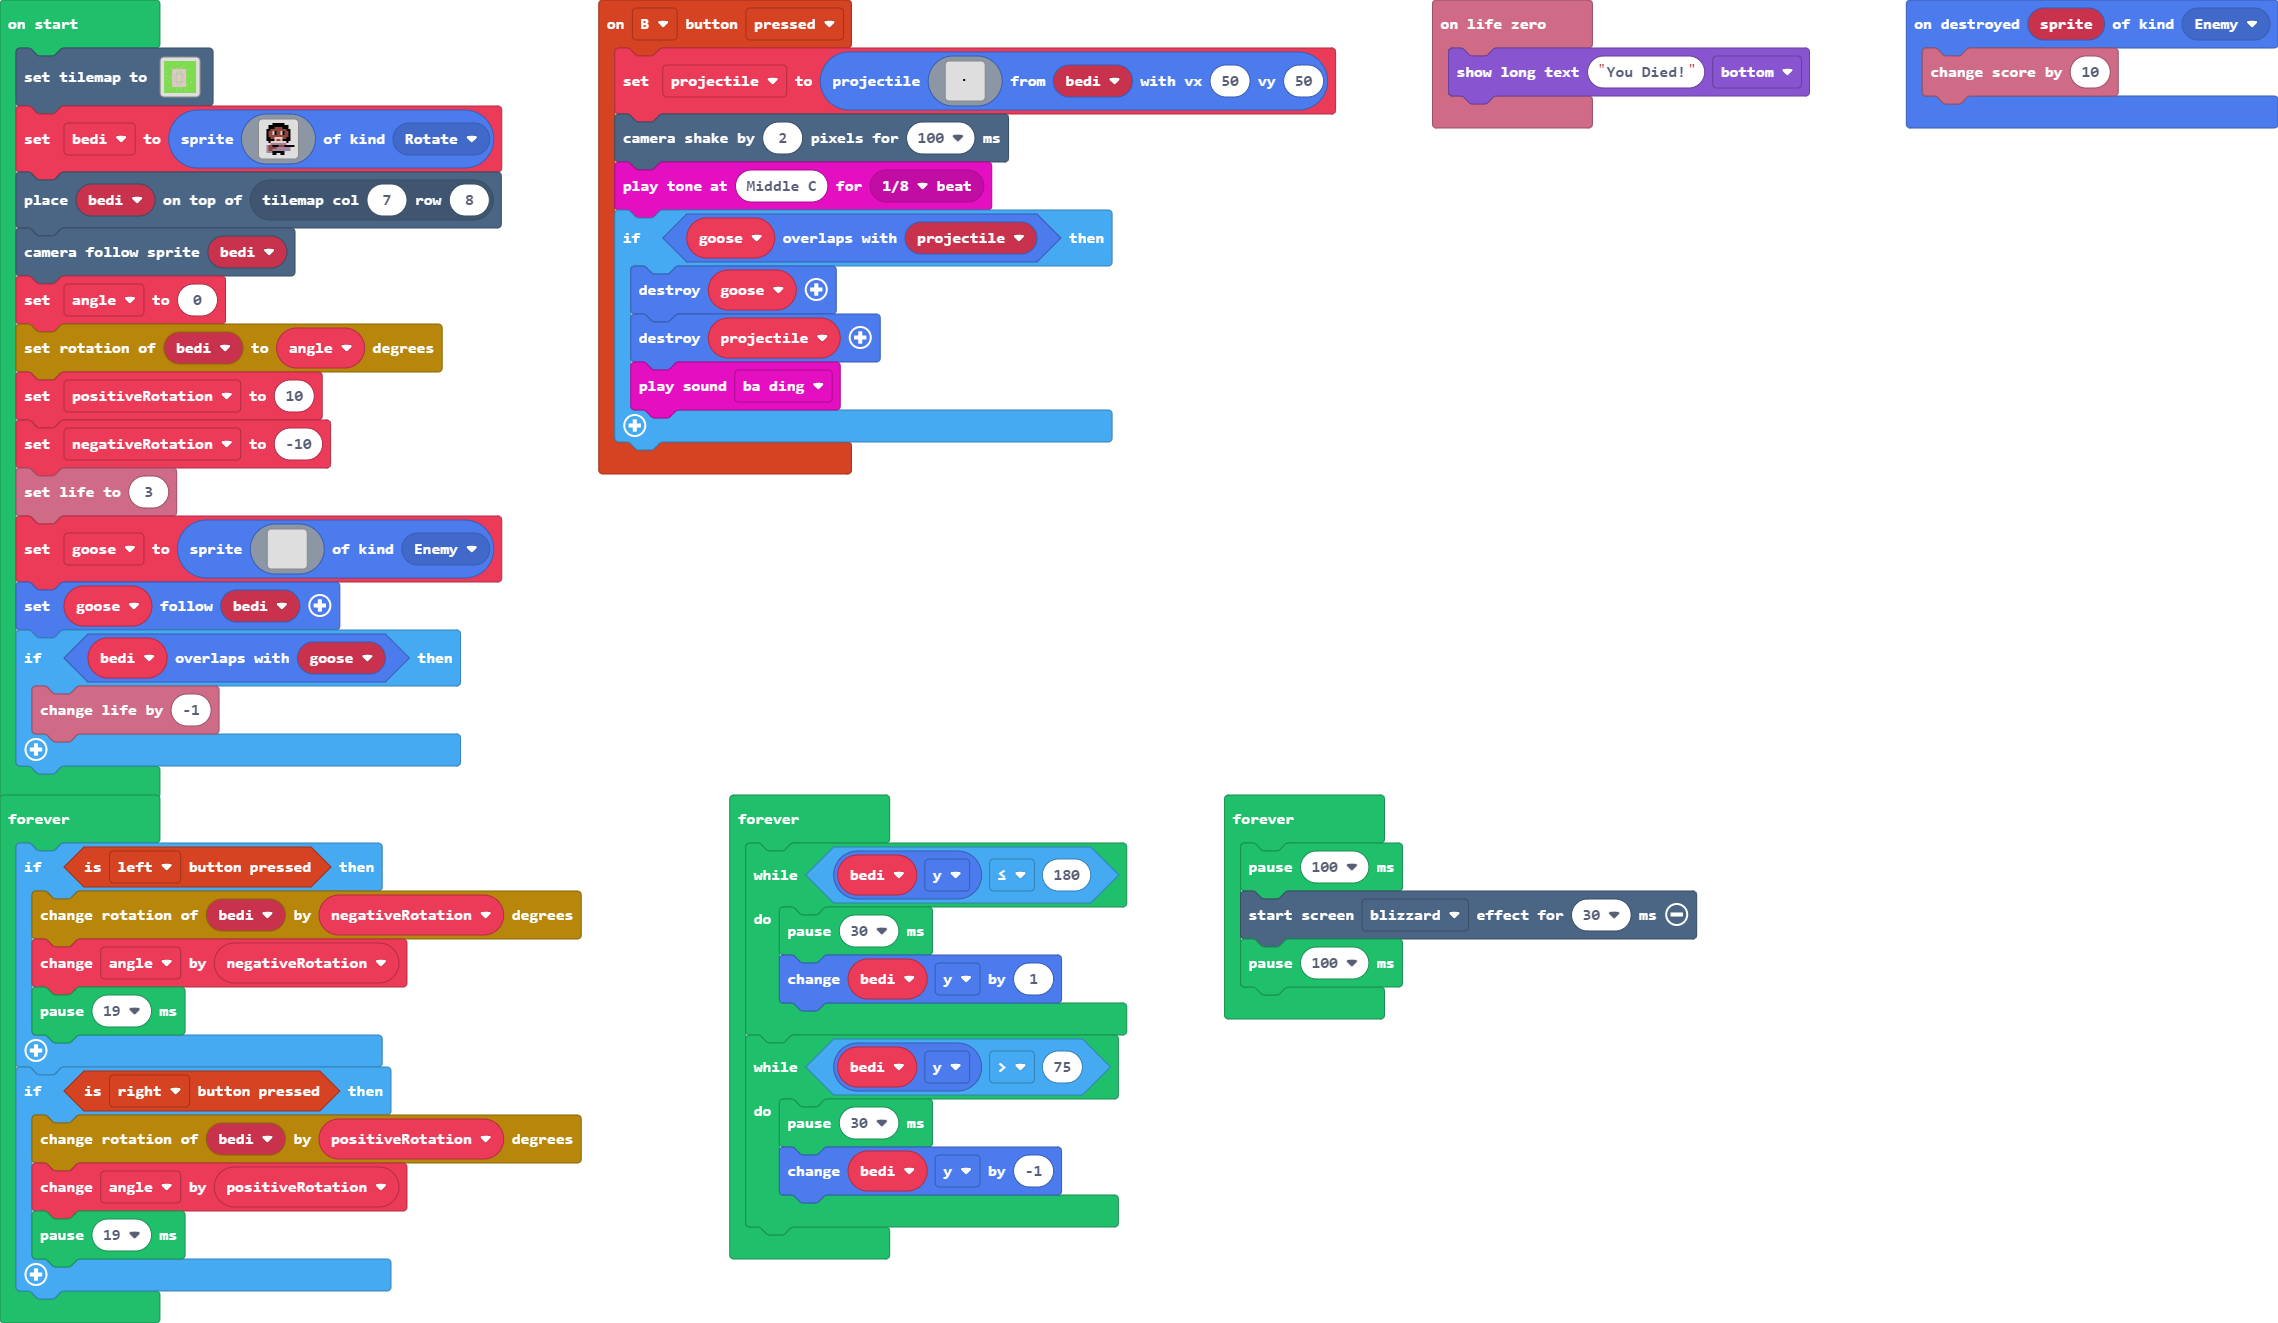 on start
set tilemap to
set bedi to sprite of kind Rotate
place bedi on top of tilemap col 7 row 8
camera follow sprite bedi
set angle to 0
set rotation of bedi to angle degrees
set positiveRotation to 10
set negativeRotation to -10
set life to 3
set goose to sprite of kind Enemy
set goose follow bedi
if bedi overlaps with goose then
change life by -1
on B button pressed
set projectile to projectile from bedi with vx 50 vy 50
camera shake by 2 pixels for 100 ms
play tone at Middle C for 1/8 beat
if goose overlaps with projectile then
destroy goose
destroy projectile
play sound ba ding
on life zero
show long text "You Died!" bottom
on destroyed sprite of kind Enemy
change score by 10
forever
if is left button pressed then
change rotation of bedi by negativeRotation degrees
change angle by negativeRotation
pause 19 ms
if is right button pressed then
change rotation of bedi by positiveRotation degrees
change angle by positiveRotation
pause 19 ms
forever
while bedi y ≤ 180
do
pause 30 ms
change bedi y by 1
while bedi y > 75
do
pause 30 ms
change bedi y by -1
forever
pause 100 ms
start screen blizzard effect for 30 ms
pause 100 ms